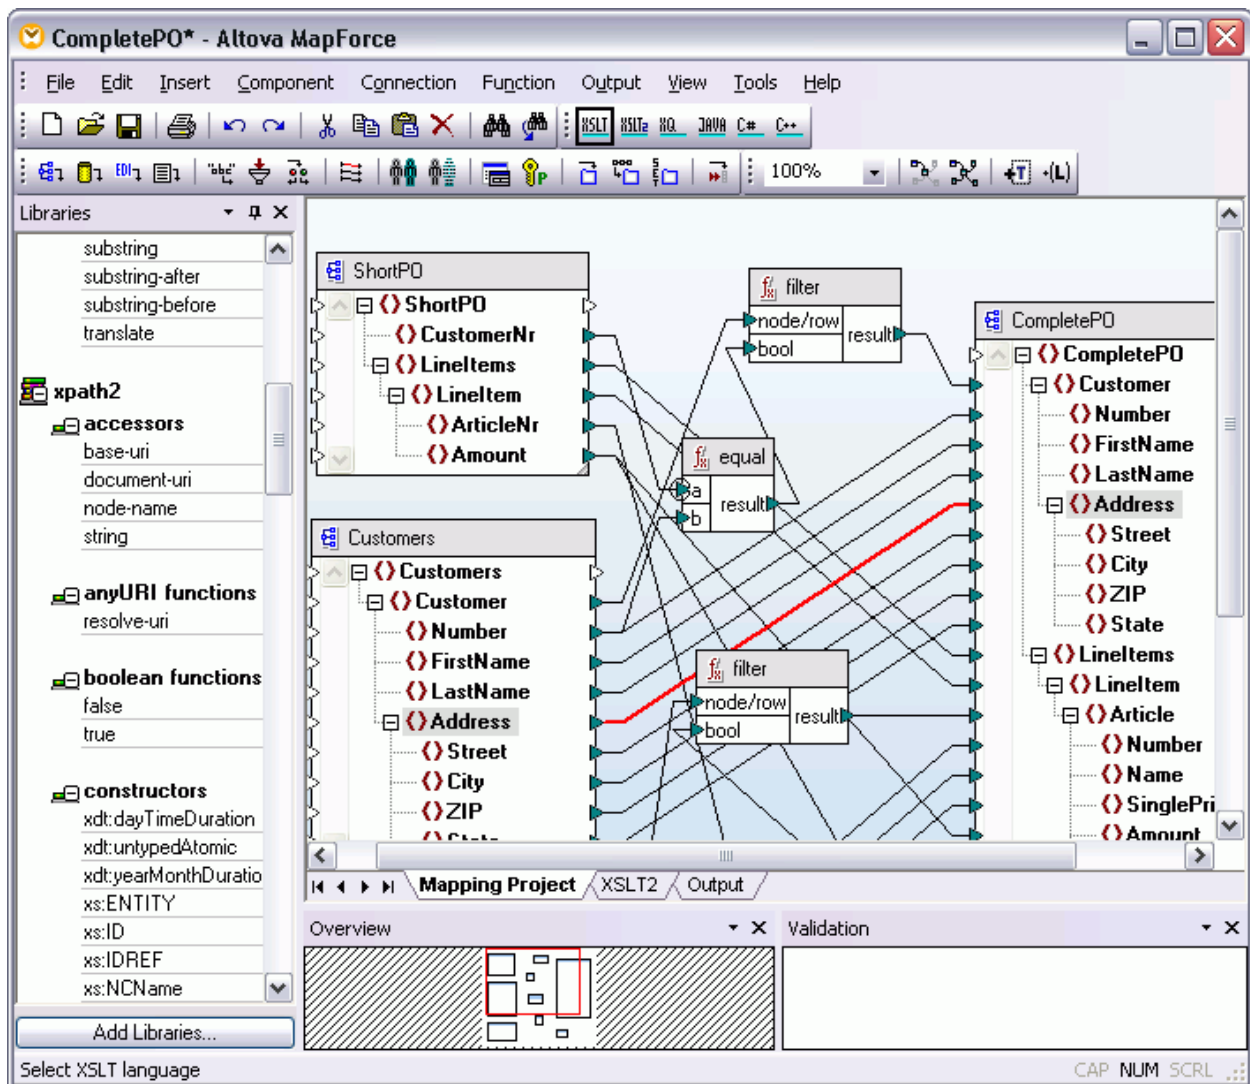 CompletePO* - Altova MapForce
File Edit Insert Component Connection Function Output View Tools Help
XSLT XSLT2 XQ JAVA C# C++
EDI "abc" P 100% T (L)
Libraries
substring
substring-after
substring-before
translate
xpath2
accessors
base-uri
document-uri
node-name
string
anyURI functions
resolve-uri
boolean functions
false
true
constructors
xdt:dayTimeDuration
xdt:untypedAtomic
xdt:yearMonthDuratio
xs:ENTITY
xs:ID
xs:IDREF
xs:NCName
Add Libraries...
ShortPO
ShortPO
CustomerNr
LineItems
LineItem
ArticleNr
Amount
Customers
Customers
Customer
Number
FirstName
LastName
Address
Street
City
ZIP
State
filter
node/row
bool
result
equal
a
b
result
filter
node/row
bool
result
CompletePO
CompletePO
Customer
Number
FirstName
LastName
Address
Street
City
ZIP
State
LineItems
LineItem
Article
Number
Name
SinglePri
Amount
Mapping Project XSLT2 Output
Overview
Validation
Select XSLT language
CAP NUM SCRL